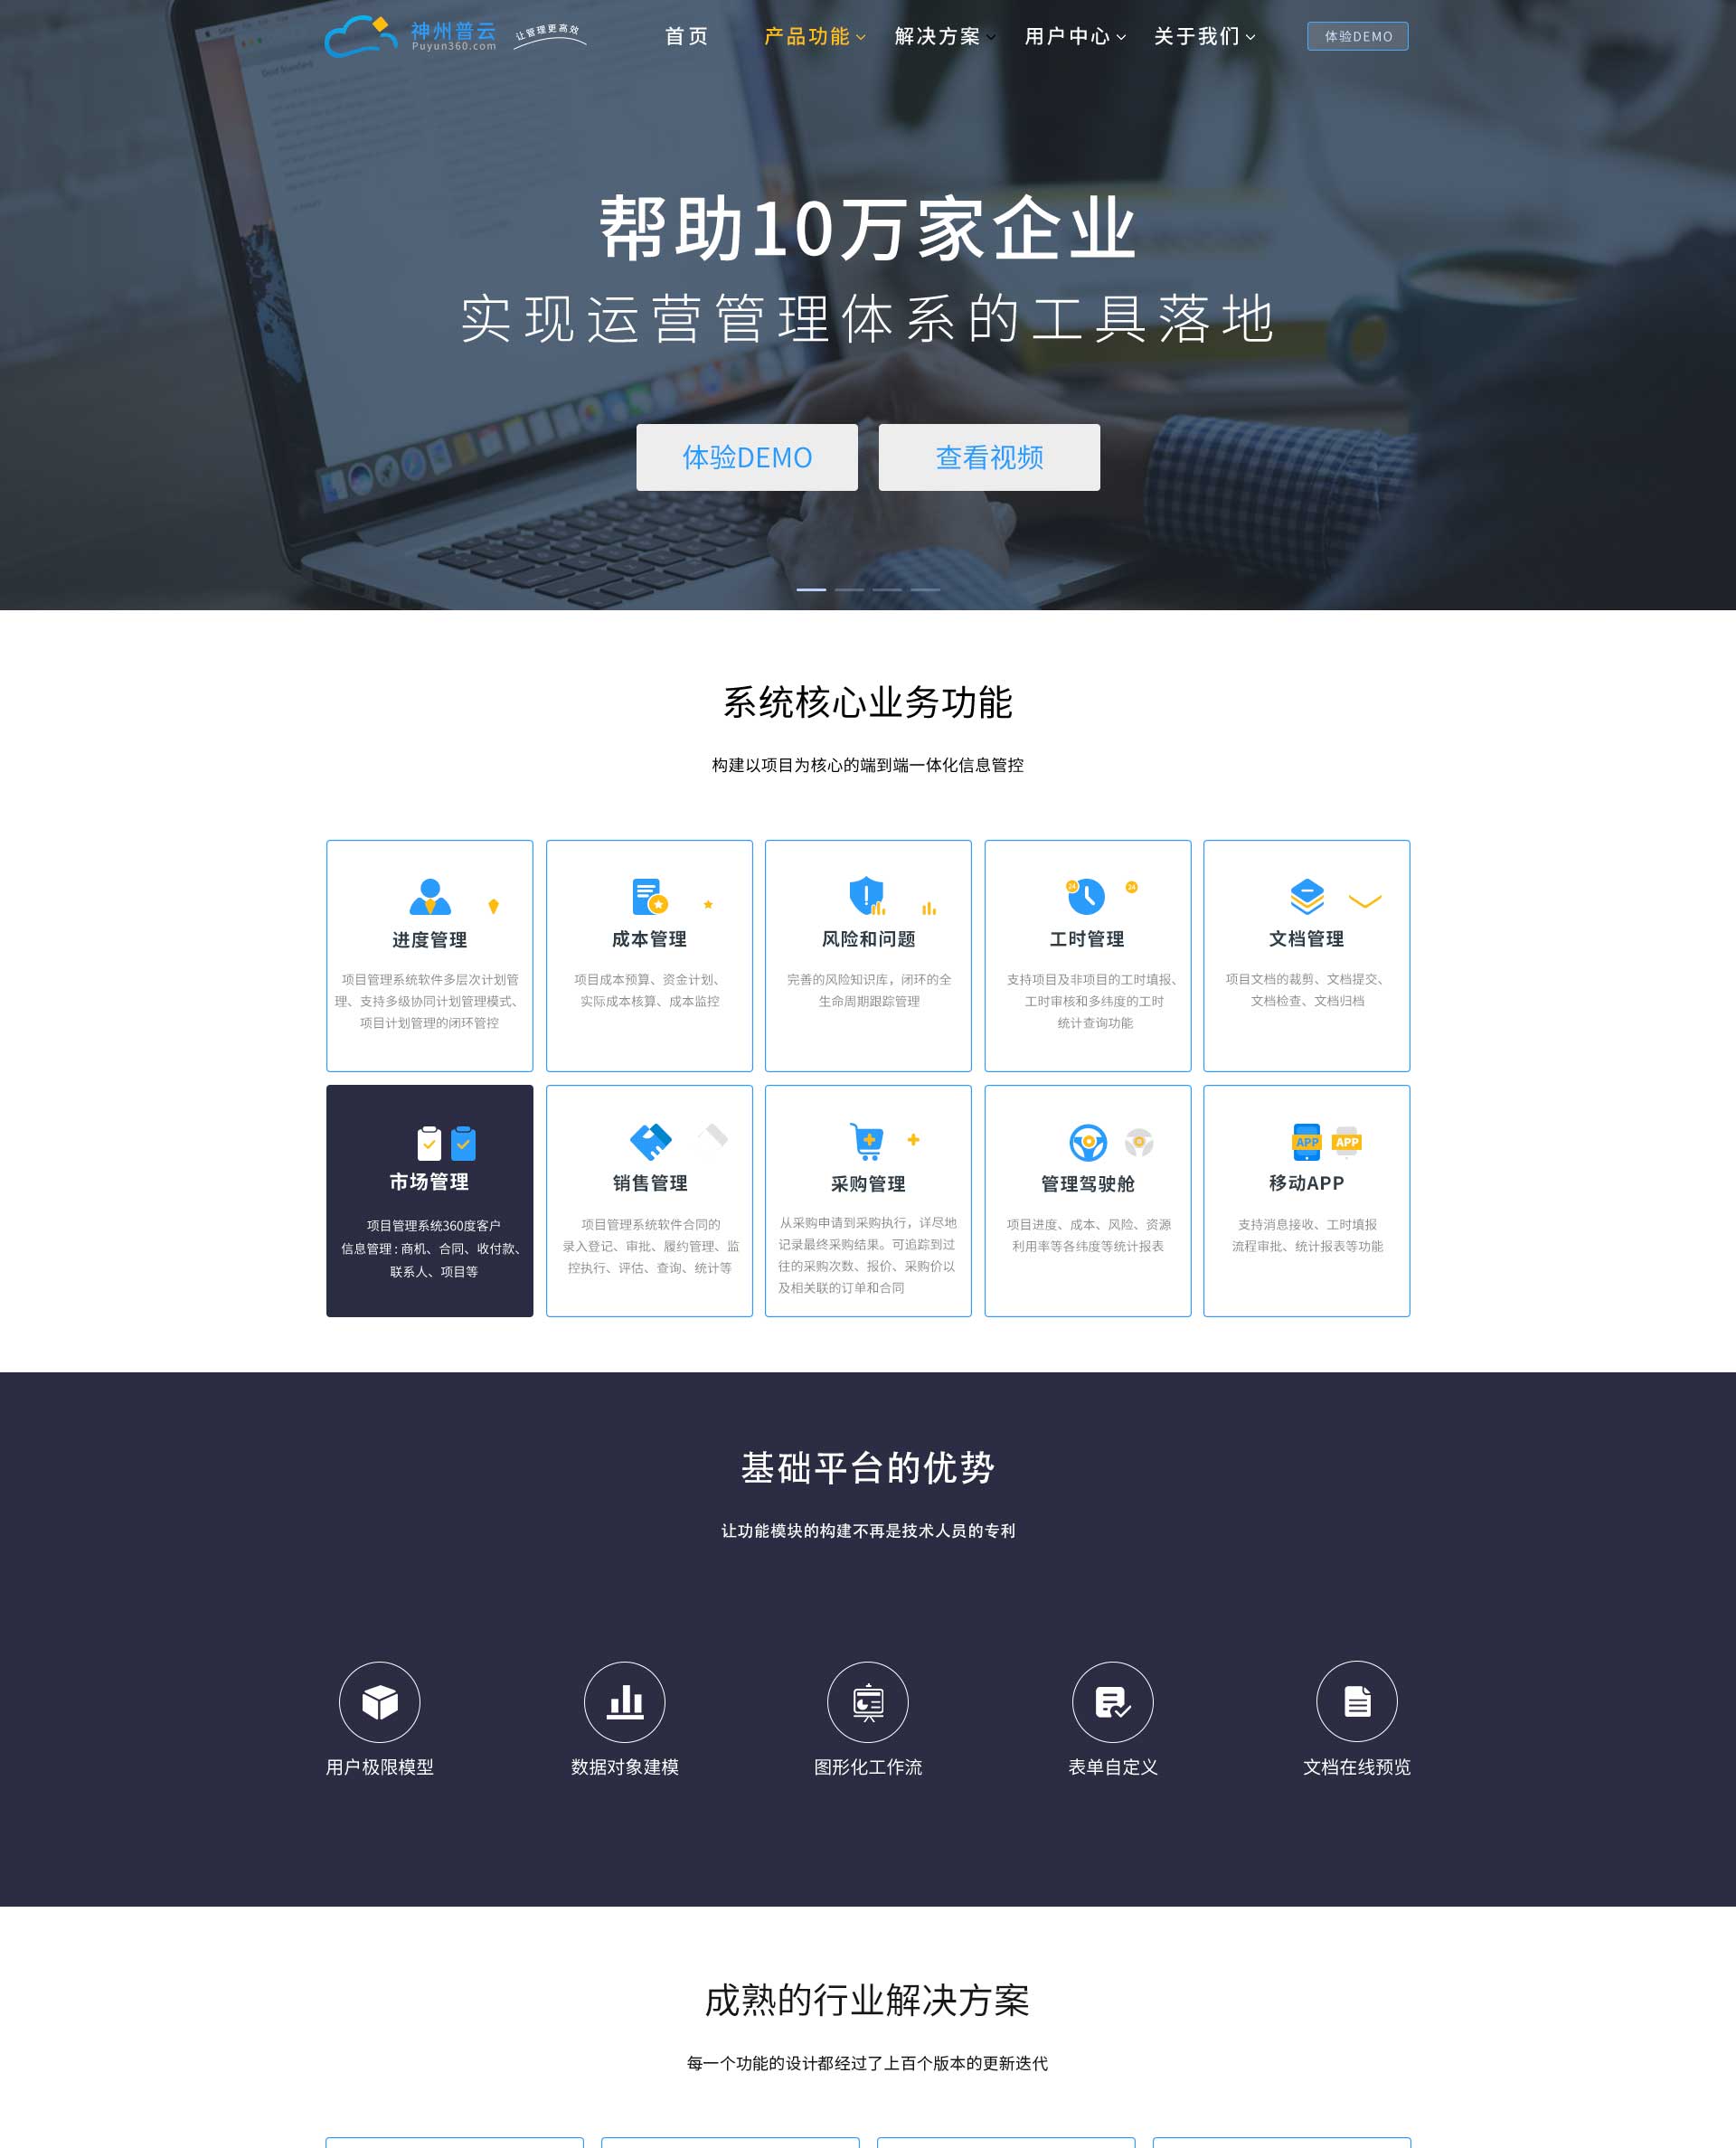 神州普云
Puyun360.com
让管理更高效
首页
产品功能
解决方案
用户中心
关于我们
体验DEMO
帮助10万家企业
实现运营管理体系的工具落地
体验DEMO
查看视频
系统核心业务功能
构建以项目为核心的端到端一体化信息管控
进度管理
项目管理系统软件多层次计划管
理、支持多级协同计划管理模式、
项目计划管理的闭环管控
成本管理
项目成本预算、资金计划、
实际成本核算、成本监控
风险和问题
完善的风险知识库，闭环的全
生命周期跟踪管理
24
24
工时管理
支持项目及非项目的工时填报、
工时审核和多纬度的工时
统计查询功能
文档管理
项目文档的裁剪、文档提交、
文档检查、文档归档
市场管理
项目管理系统360度客户
信息管理：商机、合同、收付款、
联系人、项目等
销售管理
项目管理系统软件合同的
录入登记、审批、履约管理、监
控执行、评估、查询、统计等
采购管理
从采购申请到采购执行，详尽地
记录最终采购结果。可追踪到过
往的采购次数、报价、采购价以
及相关联的订单和合同
管理驾驶舱
项目进度、成本、风险、资源
利用率等各纬度等统计报表
APP
APP
移动APP
支持消息接收、工时填报
流程审批、统计报表等功能
基础平台的优势
让功能模块的构建不再是技术人员的专利
用户极限模型
数据对象建模
图形化工作流
表单自定义
文档在线预览
成熟的行业解决方案
每一个功能的设计都经过了上百个版本的更新迭代